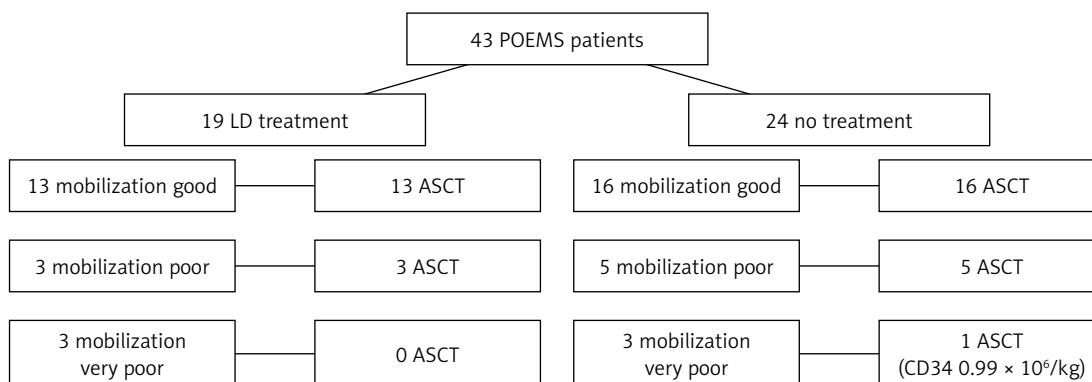 43 POEMS patients
19 LD treatment
24 no treatment
13 mobilization good
13 ASCT
16 mobilization good
16 ASCT
3 mobilization poor
3 ASCT
5 mobilization poor
5 ASCT
3 mobilization
very poor
0 ASCT
3 mobilization
very poor
1 ASCT
(CD34 0.99 × 10⁶/kg)